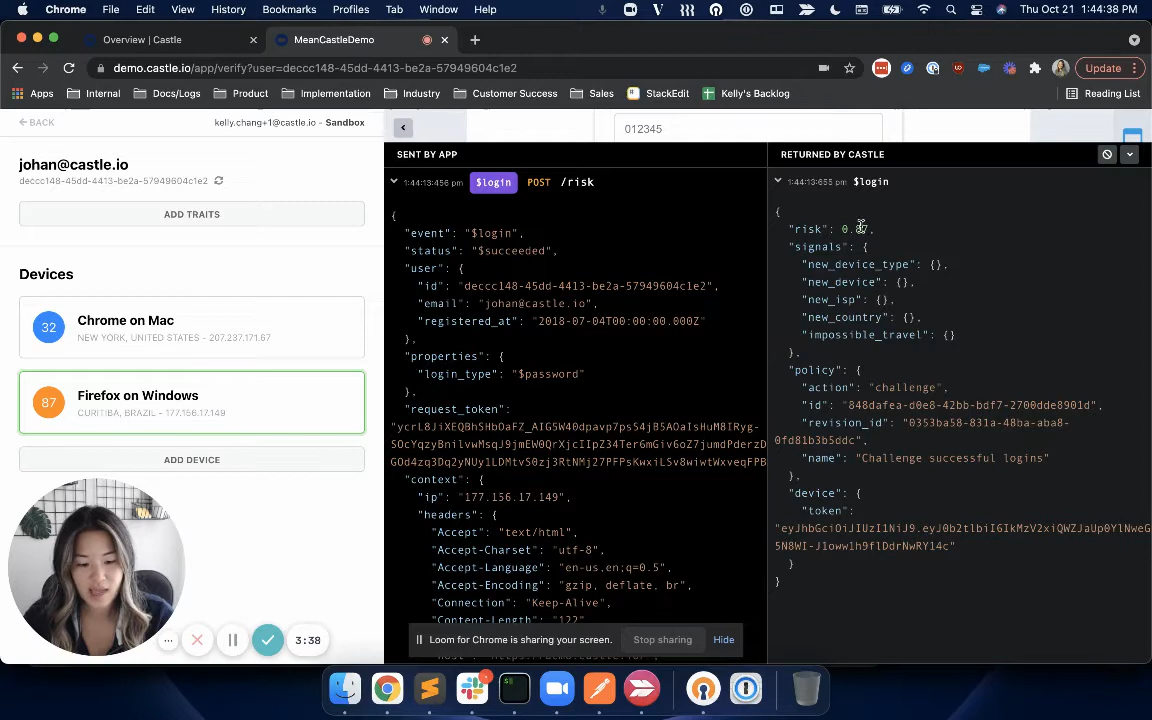 Chrome File Edit View History Bookmarks Profiles Tab Window Help Thu Oct 21 1:44:38 PM
Overview | Castle
MeanCastleDemo
demo.castle.io/app/verify?user=deccc148-45dd-4413-be2a-57949604c1e2
Update
Apps Internal Docs/Logs Product Implementation Industry Customer Success Sales StackEdit Kelly's Backlog Reading List
BACK
kelly.chang+1@castle.io - Sandbox
johan@castle.io
deccc148-45dd-4413-be2a-57949604c1e2
ADD TRAITS
Devices
32
Chrome on Mac
NEW YORK, UNITED STATES - 207.237.171.67
87
Firefox on Windows
CURITIBA, BRAZIL - 177.156.17.149
ADD DEVICE
3:38
012345
SENT BY APP
1:44:13:456 pm $login POST /risk
{
"event": "$login",
"status": "$succeeded",
"user": {
"id": "deccc148-45dd-4413-be2a-57949604c1e2",
"email": "johan@castle.io",
"registered_at": "2018-07-04T00:00:00.000Z"
},
"properties": {
"login_type": "$password"
},
"request_token":
"context": {
"ip": "177.156.17.149",
"headers": {
"Accept": "text/html",
"Accept-Charset": "utf-8",
"Accept-Language": "en-us,en;q=0.5",
"Accept-Encoding": "gzip, deflate, br",
"Connection": "Keep-Alive",
"Content-Length": "122",
Loom for Chrome is sharing your screen. Stop sharing Hide
RETURNED BY CASTLE
1:44:13:655 pm $login
{
"risk": 0.87,
"signals": {
"new_device_type": {},
"new_device": {},
"new_isp": {},
"new_country": {},
"impossible_travel": {}
},
"policy": {
"action": "challenge",
"id": "848dafea-d0e8-42bb-bdf7-2700dde8901d",
"revision_id": "0353ba58-831a-48ba-aba8-
0fd81b3b5ddc",
"name": "Challenge successful logins"
},
"device": {
"token":
}
}